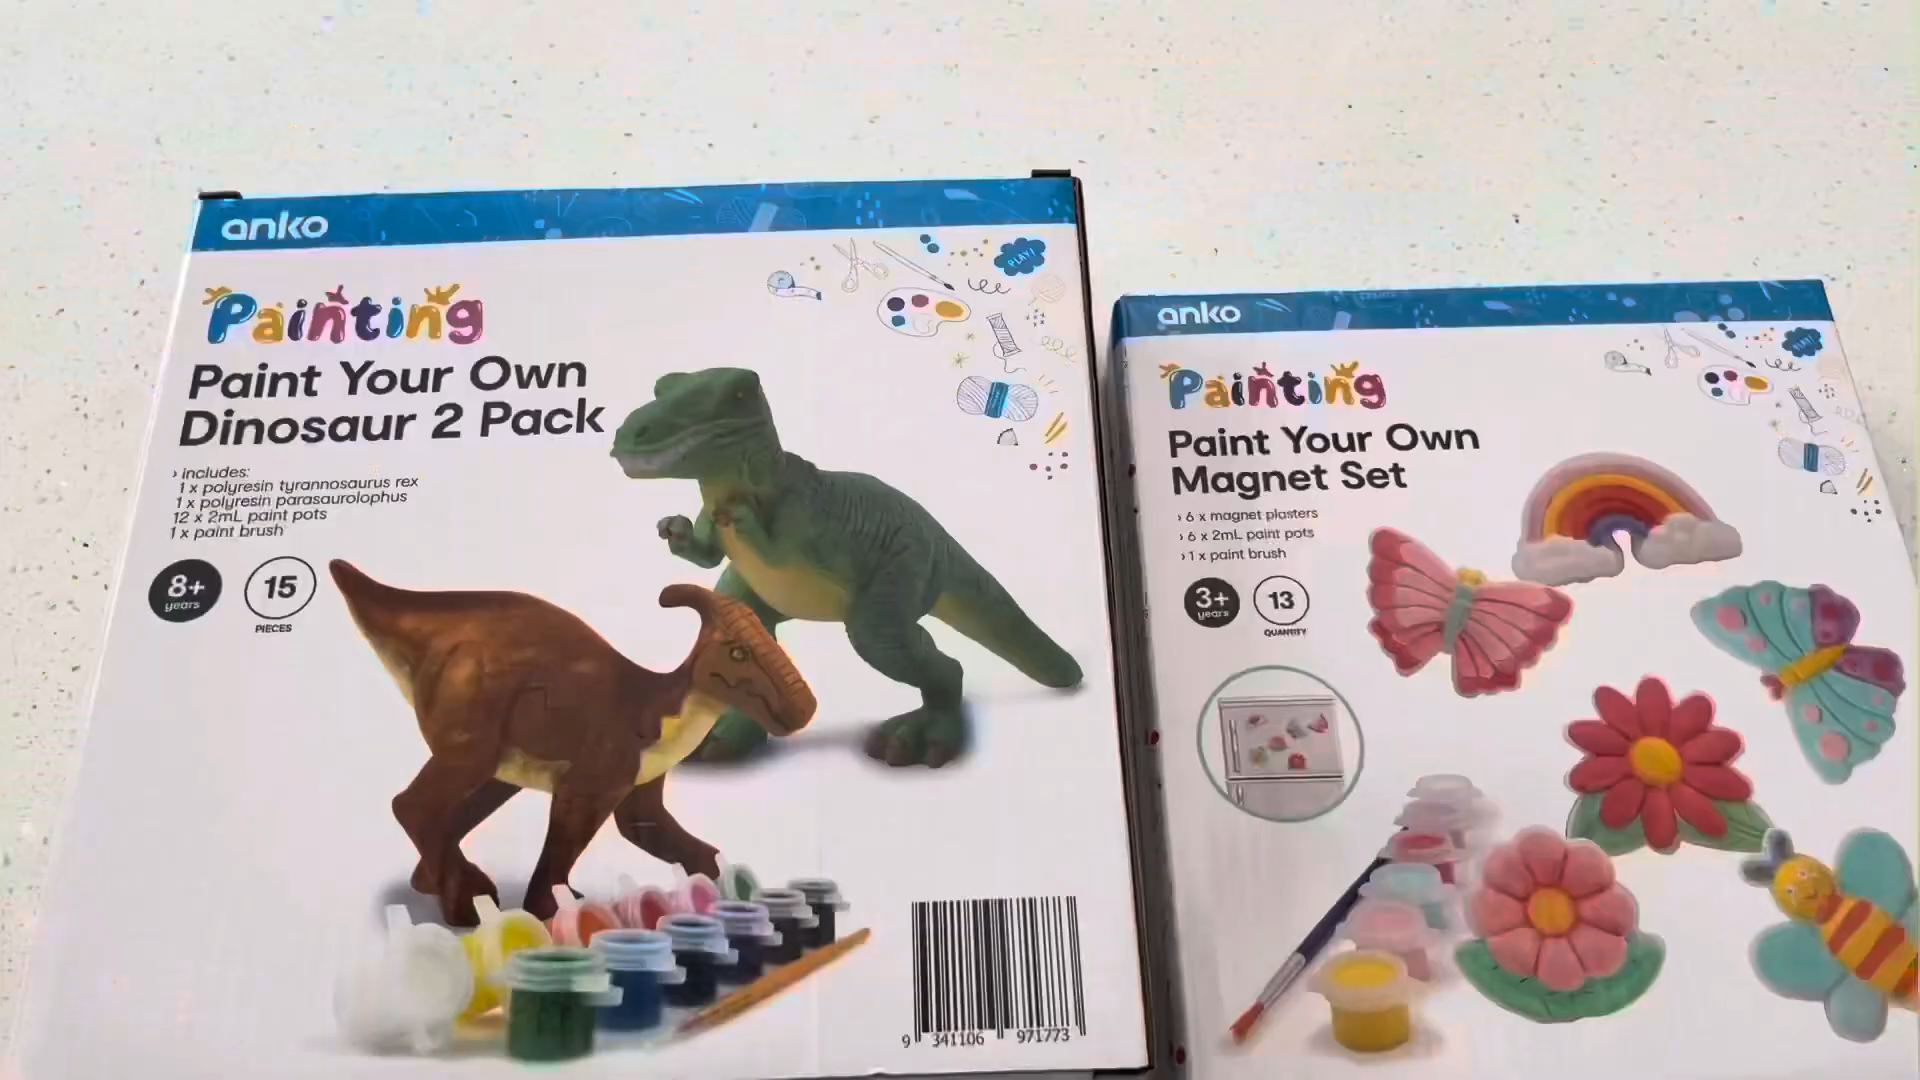 anko
PLAY!
Painting
Paint Your Own
Dinosaur 2 Pack
› includes:
1 x polyresin tyrannosaurus rex
1 x polyresin parasaurolophus
12 x 2mL paint pots
1 x paint brush
8+
years
15
PIECES
9 341106 971773
anko
PLAY!
Painting
Paint Your Own
Magnet Set
› 6 x magnet plasters
› 6 x 2mL paint pots
› 1 x paint brush
3+
years
13
QUANTITY